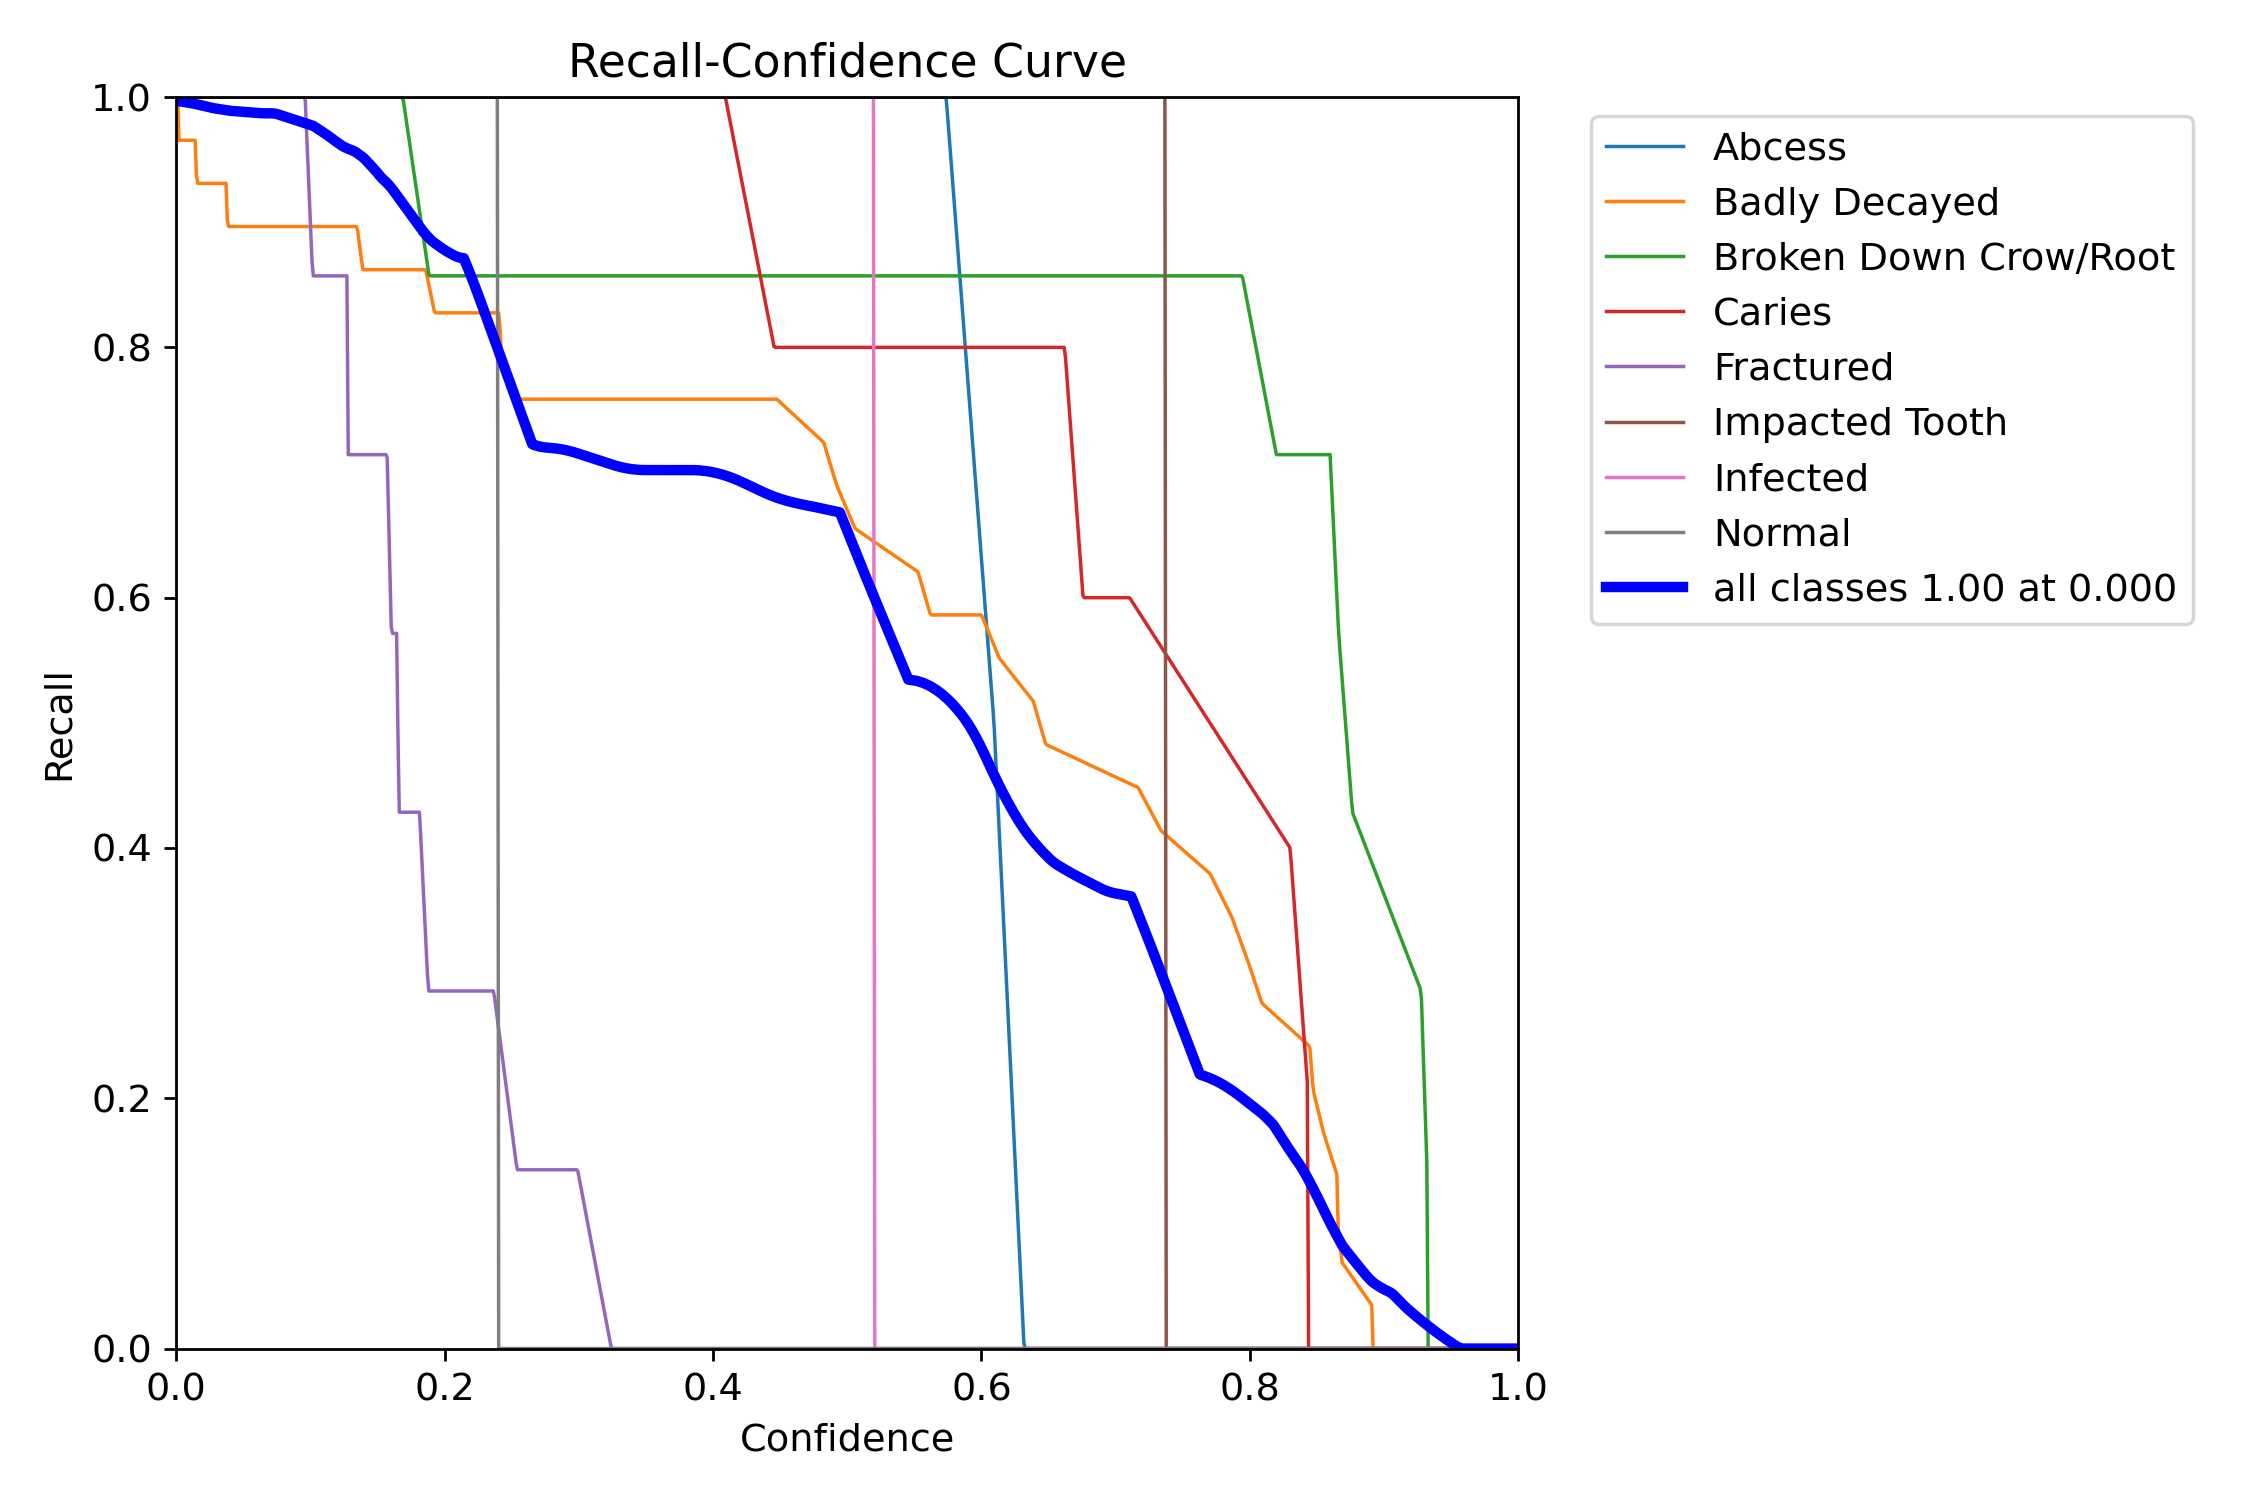 Recall-Confidence Curve
1.0
0.8
0.6
0.4
0.2
0.0
Recall
0.0 0.2 0.4 0.6 0.8 1.0
Confidence
Abcess
Badly Decayed
Broken Down Crow/Root
Caries
Fractured
Impacted Tooth
Infected
Normal
all classes 1.00 at 0.000